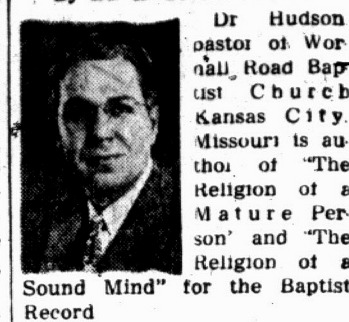 Dr Hudson
pastor of Wor
nall Road Bap
tist Church
Kansas City.
Missouri is au
thor of "The
Religion of a
Mature Per
son' and "The
Religion of a
Sound Mind" for the Baptist
Record